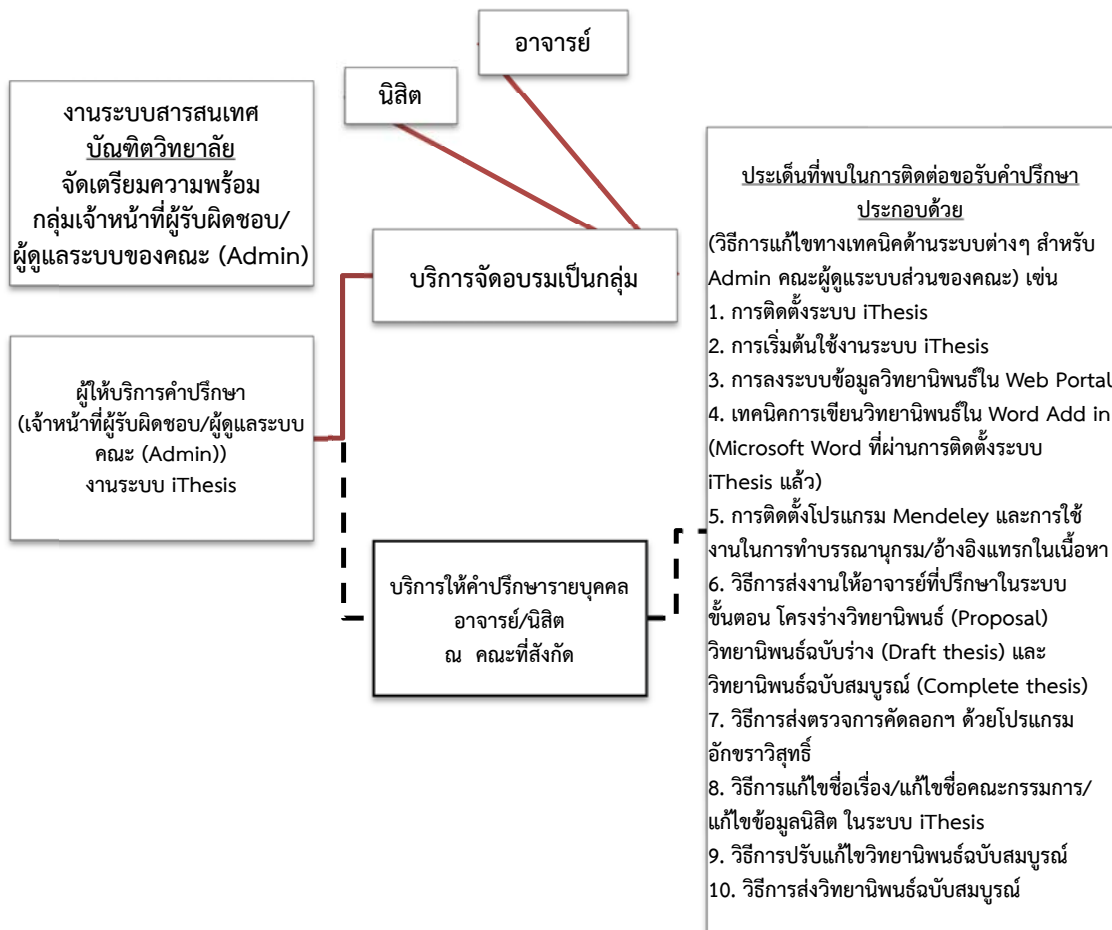 อาจารย์
นิสิต
งานระบบสารสนเทศ
บัณฑิตวิทยาลัย
จัดเตรียมความพร้อม
กลุ่มเจ้าหน้าที่ผู้รับผิดชอบ/
ผู้ดูแลระบบของคณะ (Admin)
บริการจัดอบรมเป็นกลุ่ม
ผู้ให้บริการคำปรึกษา
(เจ้าหน้าที่ผู้รับผิดชอบ/ผู้ดูแลระบบ
คณะ (Admin))
งานระบบ iThesis
บริการให้คำปรึกษารายบุคคล
อาจารย์/นิสิต
ณ คณะที่สังกัด
ประเด็นที่พบในการติดต่อขอรับคำปรึกษา
ประกอบด้วย
(วิธีการแก้ไขทางเทคนิคด้านระบบต่างๆ สำหรับ
Admin คณะผู้ดูแระบบส่วนของคณะ) เช่น
1. การติดตั้งระบบ iThesis
2. การเริ่มต้นใช้งานระบบ iThesis
3. การลงระบบข้อมูลวิทยานิพนธ์ใน Web Portal
4. เทคนิคการเขียนวิทยานิพนธ์ใน Word Add in
(Microsoft Word ที่ผ่านการติดตั้งระบบ
iThesis แล้ว)
5. การติดตั้งโปรแกรม Mendeley และการใช้
งานในการทำบรรณานุกรม/อ้างอิงแทรกในเนื้อหา
6. วิธีการส่งงานให้อาจารย์ที่ปรึกษาในระบบ
ขั้นตอน โครงร่างวิทยานิพนธ์ (Proposal)
วิทยานิพนธ์ฉบับร่าง (Draft thesis) และ
วิทยานิพนธ์ฉบับสมบูรณ์ (Complete thesis)
7. วิธีการส่งตรวจการคัดลอกฯ ด้วยโปรแกรม
อักขราวิสุทธิ์
8. วิธีการแก้ไขชื่อเรื่อง/แก้ไขชื่อคณะกรรมการ/
แก้ไขข้อมูลนิสิต ในระบบ iThesis
9. วิธีการปรับแก้ไขวิทยานิพนธ์ฉบับสมบูรณ์
10. วิธีการส่งวิทยานิพนธ์ฉบับสมบูรณ์